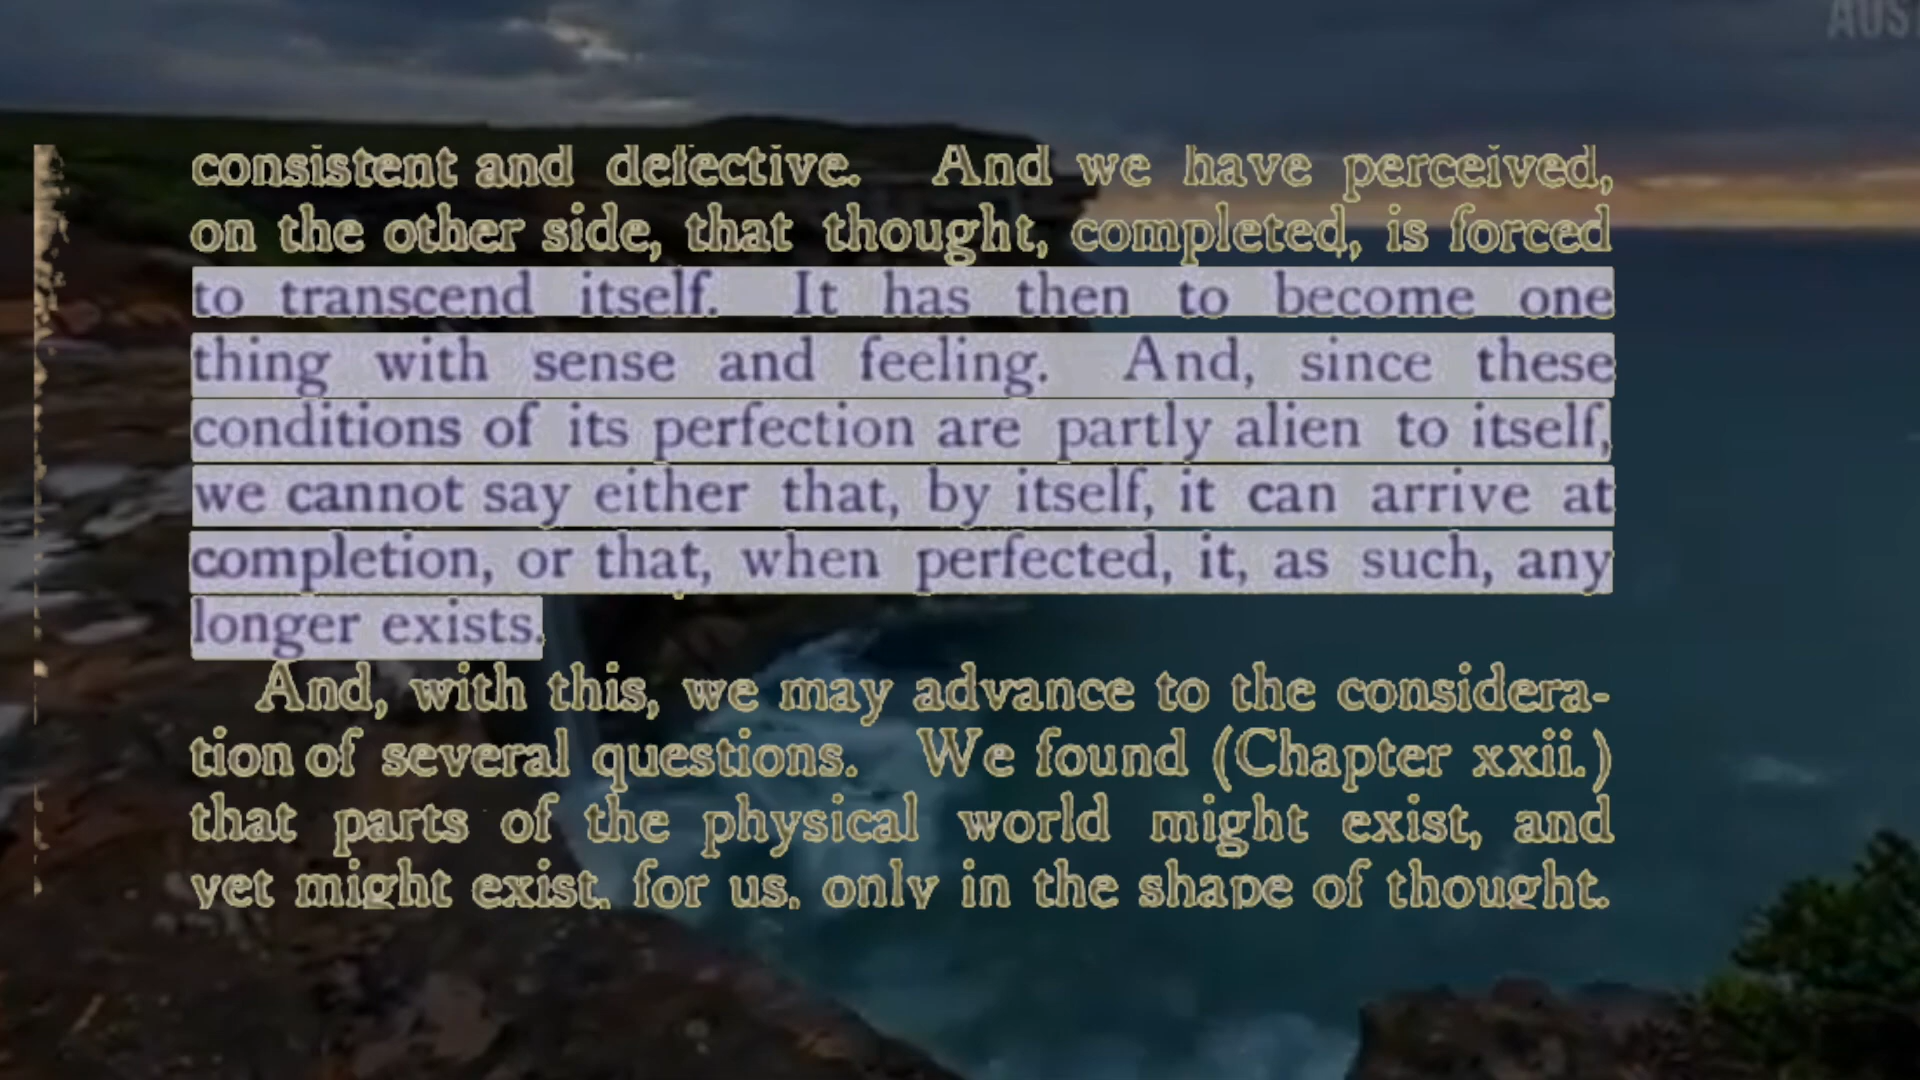 AUS
consistent and defective. And we have perceived,
on the other side, that thought, completed, is forced
to transcend itself. It has then to become one
thing with sense and feeling. And, since these
conditions of its perfection are partly alien to itself,
we cannot say either that, by itself, it can arrive at
completion, or that, when perfected, it, as such, any
longer exists.
And, with this, we may advance to the considera-
tion of several questions. We found (Chapter xxii.)
that parts of the physical world might exist, and
yet might exist, for us, only in the shape of thought.